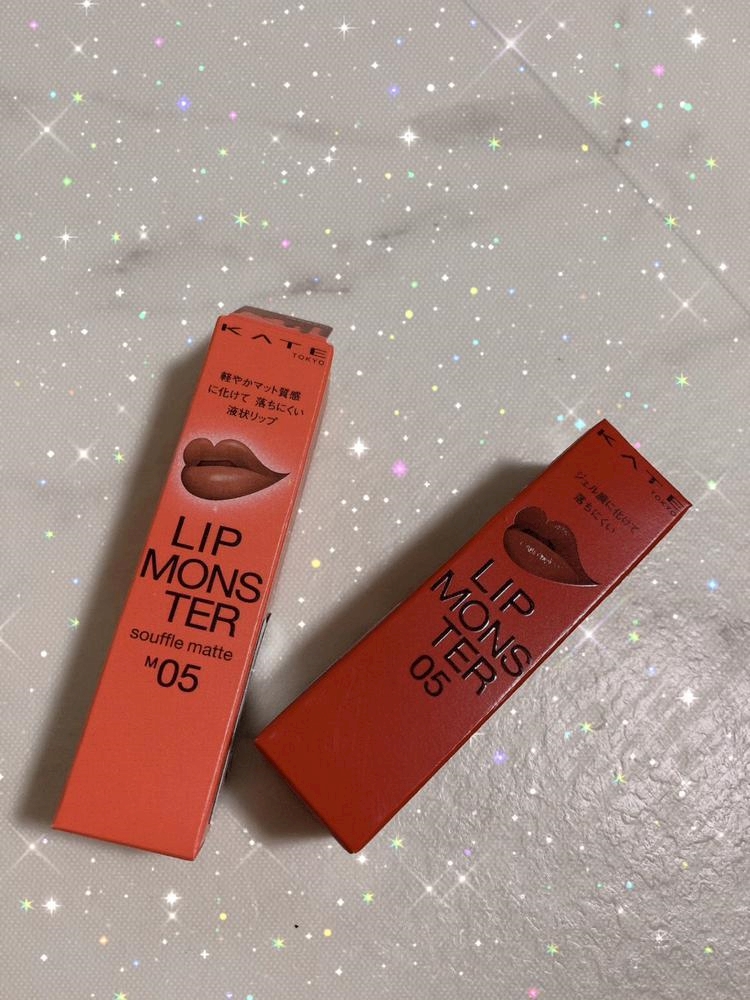 KATE
TOKYO
軽やかマット質感
に化けて 落ちにくい
液状リップ
LIP
MONS
TER
souffle matte
M05
KATE
TOKYO
ジェル膜に化けて
落ちにくい
LIP
MONS
TER
05